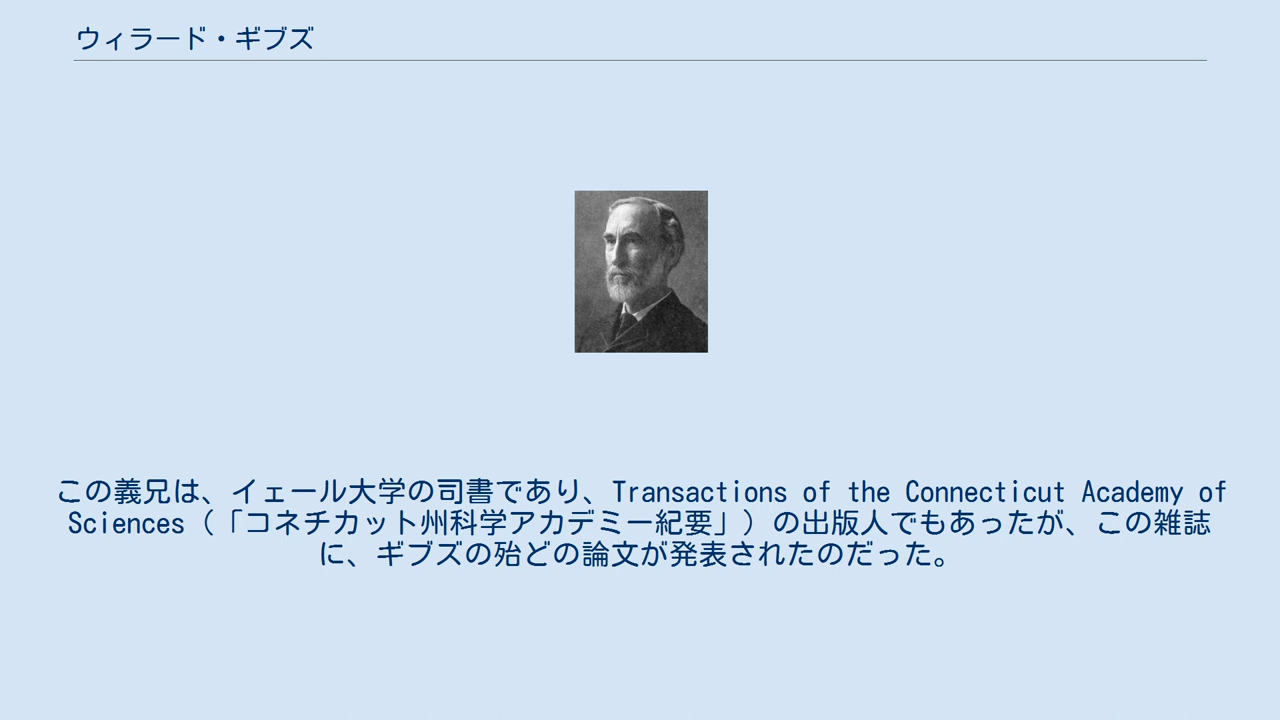 ウィラード・ギブズ
この義兄は、イェール大学の司書であり、Transactions of the Connecticut Academy of
Sciences（「コネチカット州科学アカデミー紀要」）の出版人でもあったが、この雑誌
に、ギブズの殆どの論文が発表されたのだった。